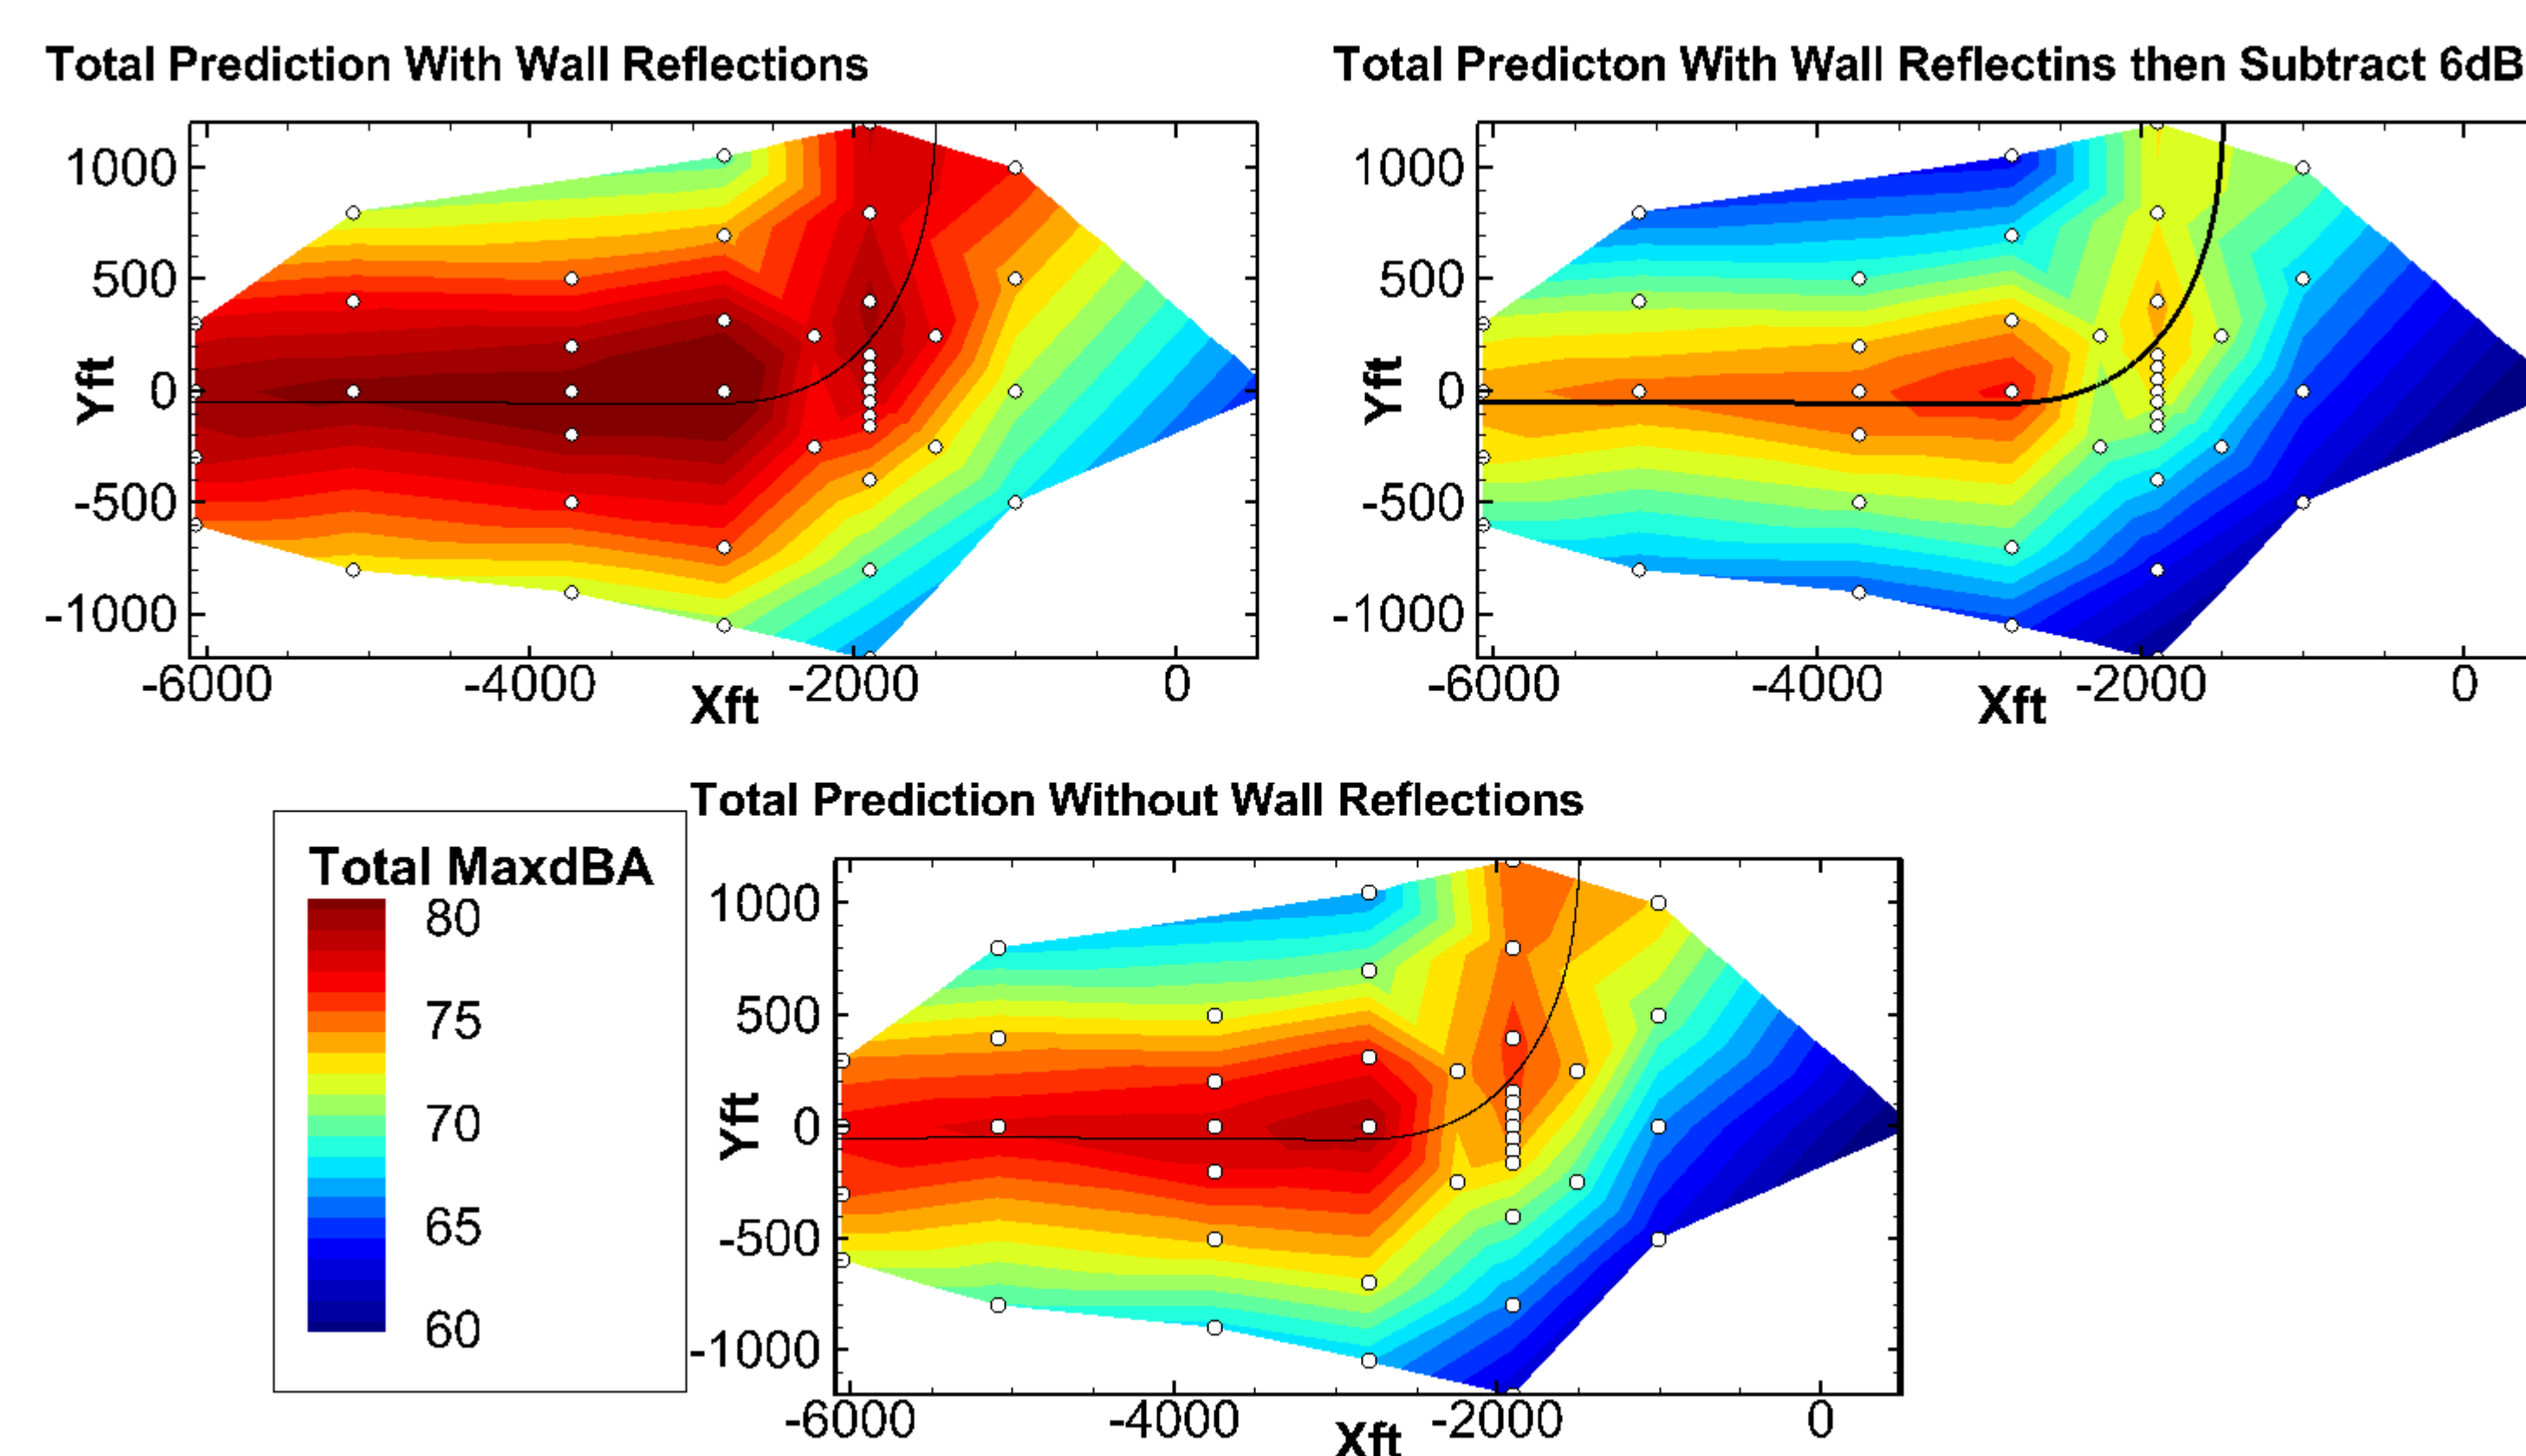 Total Prediction With Wall Reflections
1000
500
0
-500
-1000
Yft
-6000 -4000 -2000 0
Xft
Total Predicton With Wall Reflectins then Subtract 6dB
1000
500
0
-500
-1000
Yft
-6000 -4000 -2000 0
Xft
Total MaxdBA
80
75
70
65
60
Total Prediction Without Wall Reflections
1000
500
0
-500
-1000
Yft
-6000 -4000 -2000 0
Xft